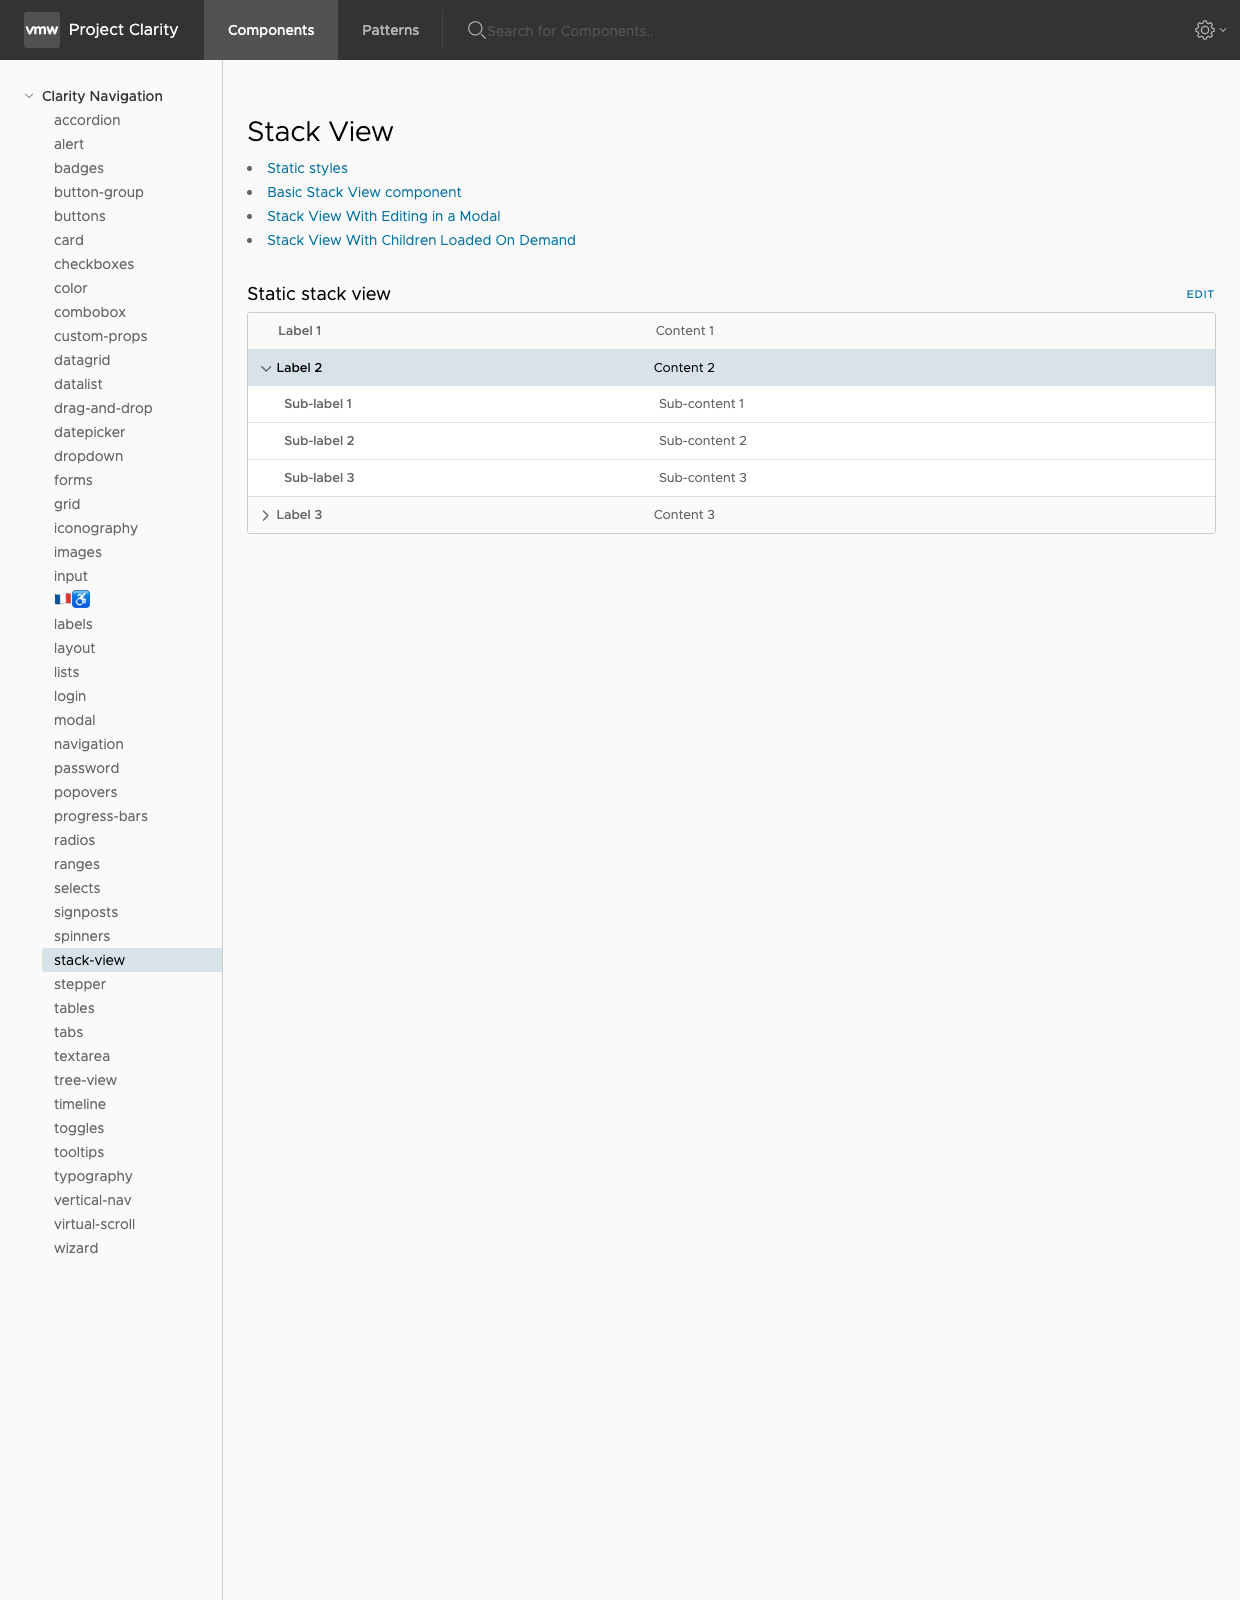 vmw Project Clarity Components Patterns Search for Components..
Clarity Navigation
accordion
alert
badges
button-group
buttons
card
checkboxes
color
combobox
custom-props
datagrid
datalist
drag-and-drop
datepicker
dropdown
forms
grid
iconography
images
input
🇫🇷♿
labels
layout
lists
login
modal
navigation
password
popovers
progress-bars
radios
ranges
selects
signposts
spinners
stack-view
stepper
tables
tabs
textarea
tree-view
timeline
toggles
tooltips
typography
vertical-nav
virtual-scroll
wizard
Stack View
Static styles
Basic Stack View component
Stack View With Editing in a Modal
Stack View With Children Loaded On Demand
Static stack view EDIT
Label 1 Content 1
Label 2 Content 2
Sub-label 1 Sub-content 1
Sub-label 2 Sub-content 2
Sub-label 3 Sub-content 3
Label 3 Content 3